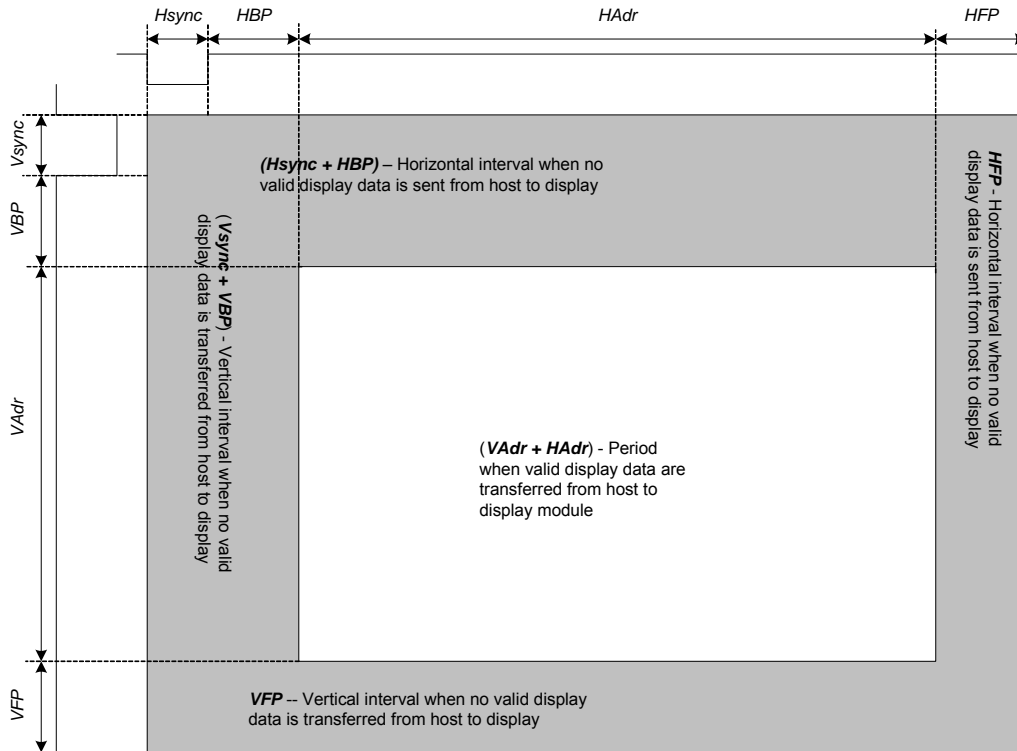 Hsync
HBP
HAdr
HFP
Vsync
VBP
VAdr
VFP
(Hsync + HBP) – Horizontal interval when no
valid display data is sent from host to display
HFP - Horizontal interval when no valid
display data is sent from host to display
(Vsync + VBP) - Vertical interval when no valid
display data is transferred from host to display
(VAdr + HAdr) - Period
when valid display data are
transferred from host to
display module
VFP -- Vertical interval when no valid display
data is transferred from host to display